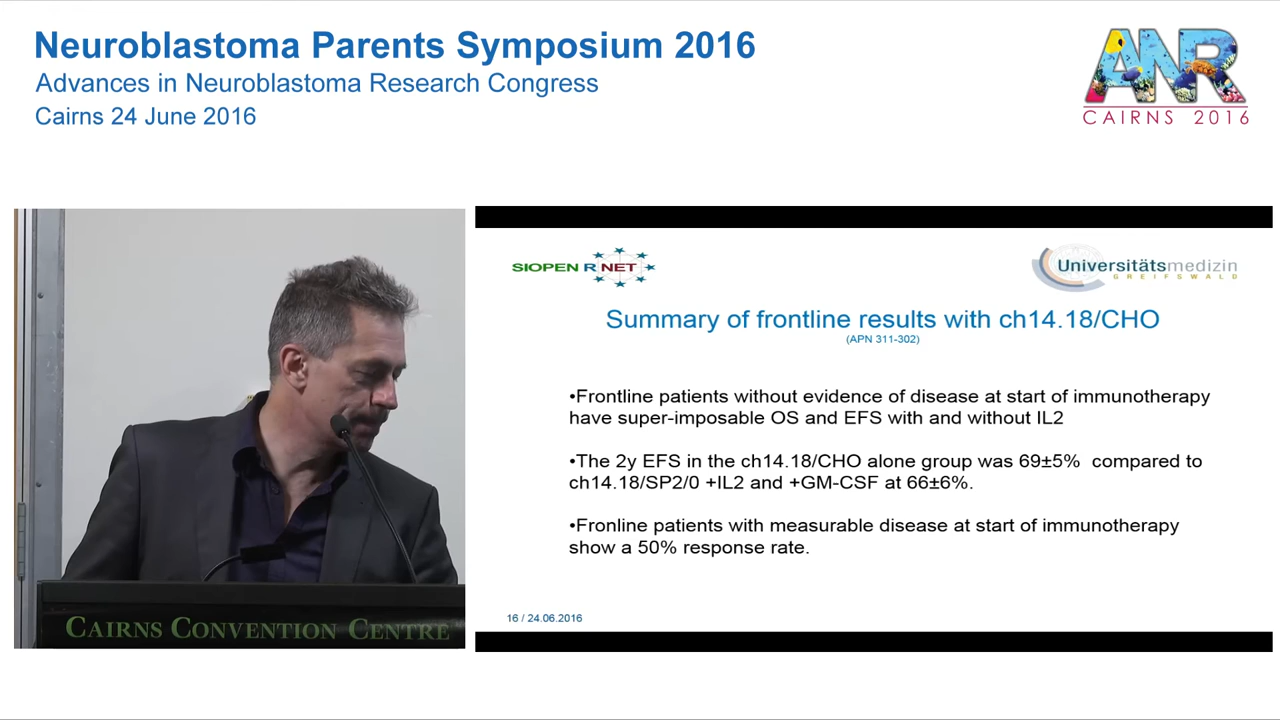 Neuroblastoma Parents Symposium 2016
Advances in Neuroblastoma Research Congress
Cairns 24 June 2016
ANR
CAIRNS 2016
SIOPEN R NET
Universitätsmedizin
GREIFSWALD
Summary of frontline results with ch14.18/CHO
(APN 311-302)
•Frontline patients without evidence of disease at start of immunotherapy
have super-imposable OS and EFS with and without IL2
•The 2y EFS in the ch14.18/CHO alone group was 69±5% compared to
ch14.18/SP2/0 +IL2 and +GM-CSF at 66±6%.
•Fronline patients with measurable disease at start of immunotherapy
show a 50% response rate.
16 / 24.06.2016
CAIRNS CONVENTION CENTRE